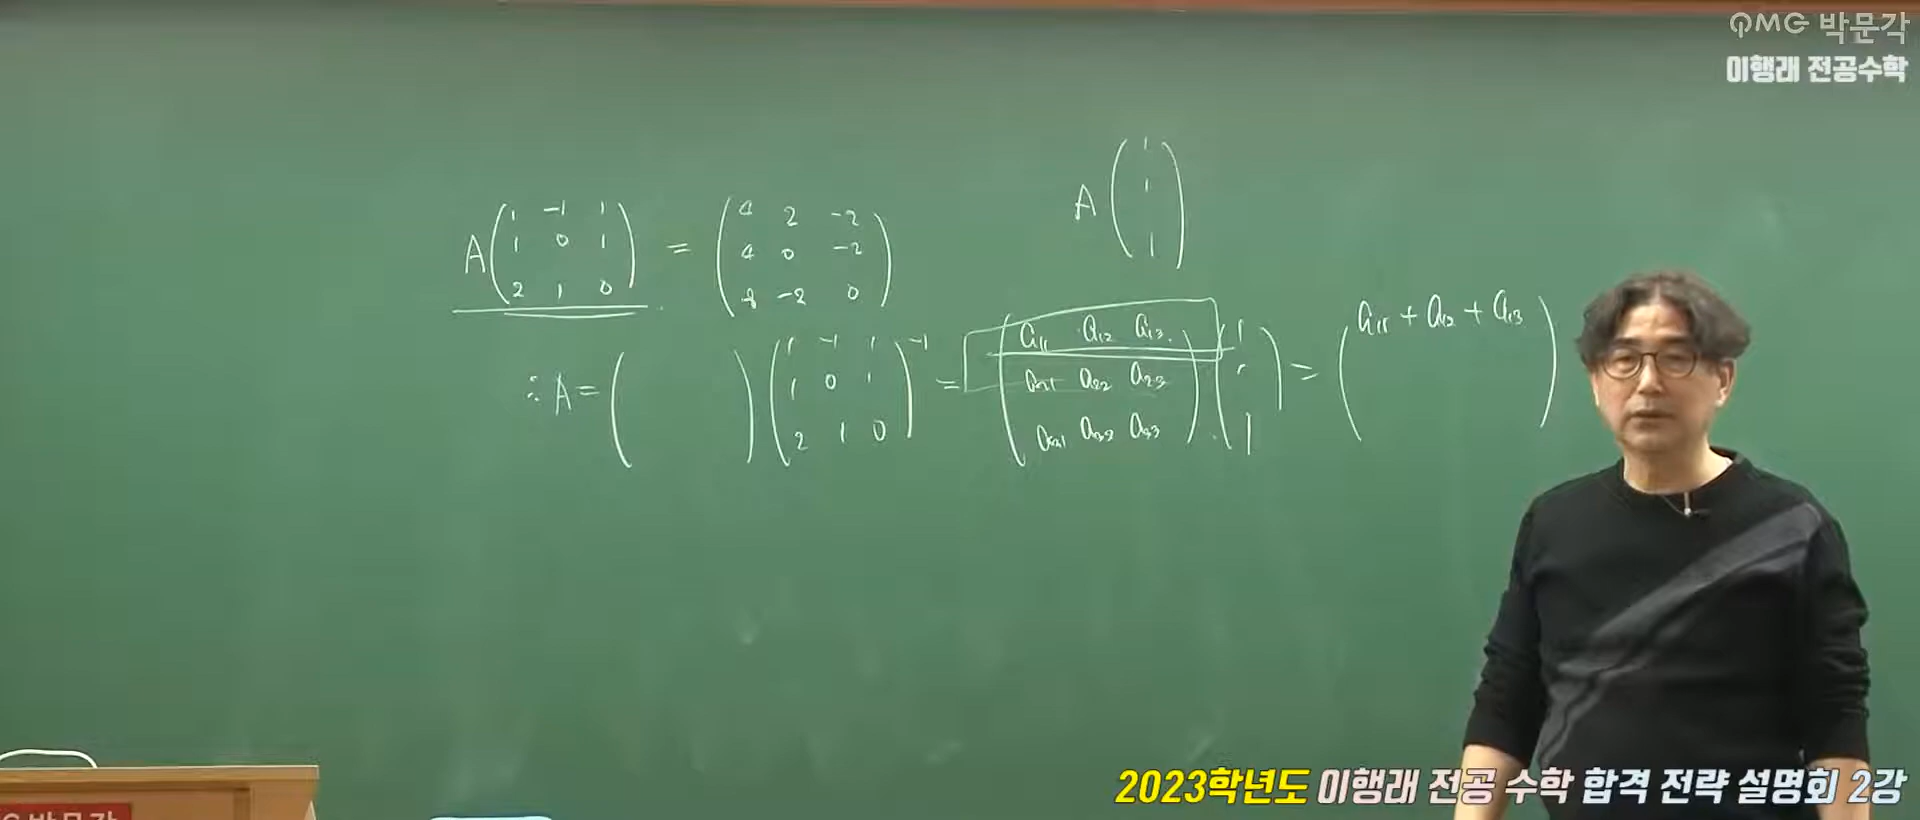 PMG 박문각
이행래 전공수학
A ( 1 -1 1 ) = ( 4 2 -2 )
( 1 0 1 ) ( 4 0 -2 )
( 2 1 0 ) ( 8 -2 0 )
A ( 1 )
( 1 )
( 1 )
∴ A = ( ) ( 1 -1 1 )⁻¹ = ( a₁₁ a₁₂ a₁₃ ) ( 1 ) = ( a₁₁ + a₁₂ + a₁₃ )
( 1 0 1 ) ( a₂₁ a₂₂ a₂₃ ) ( 1 )
( 2 1 0 ) ( a₃₁ a₃₂ a₃₃ ) ( 1 )
박문각
2023학년도 이행래 전공 수학 합격 전략 설명회 2강